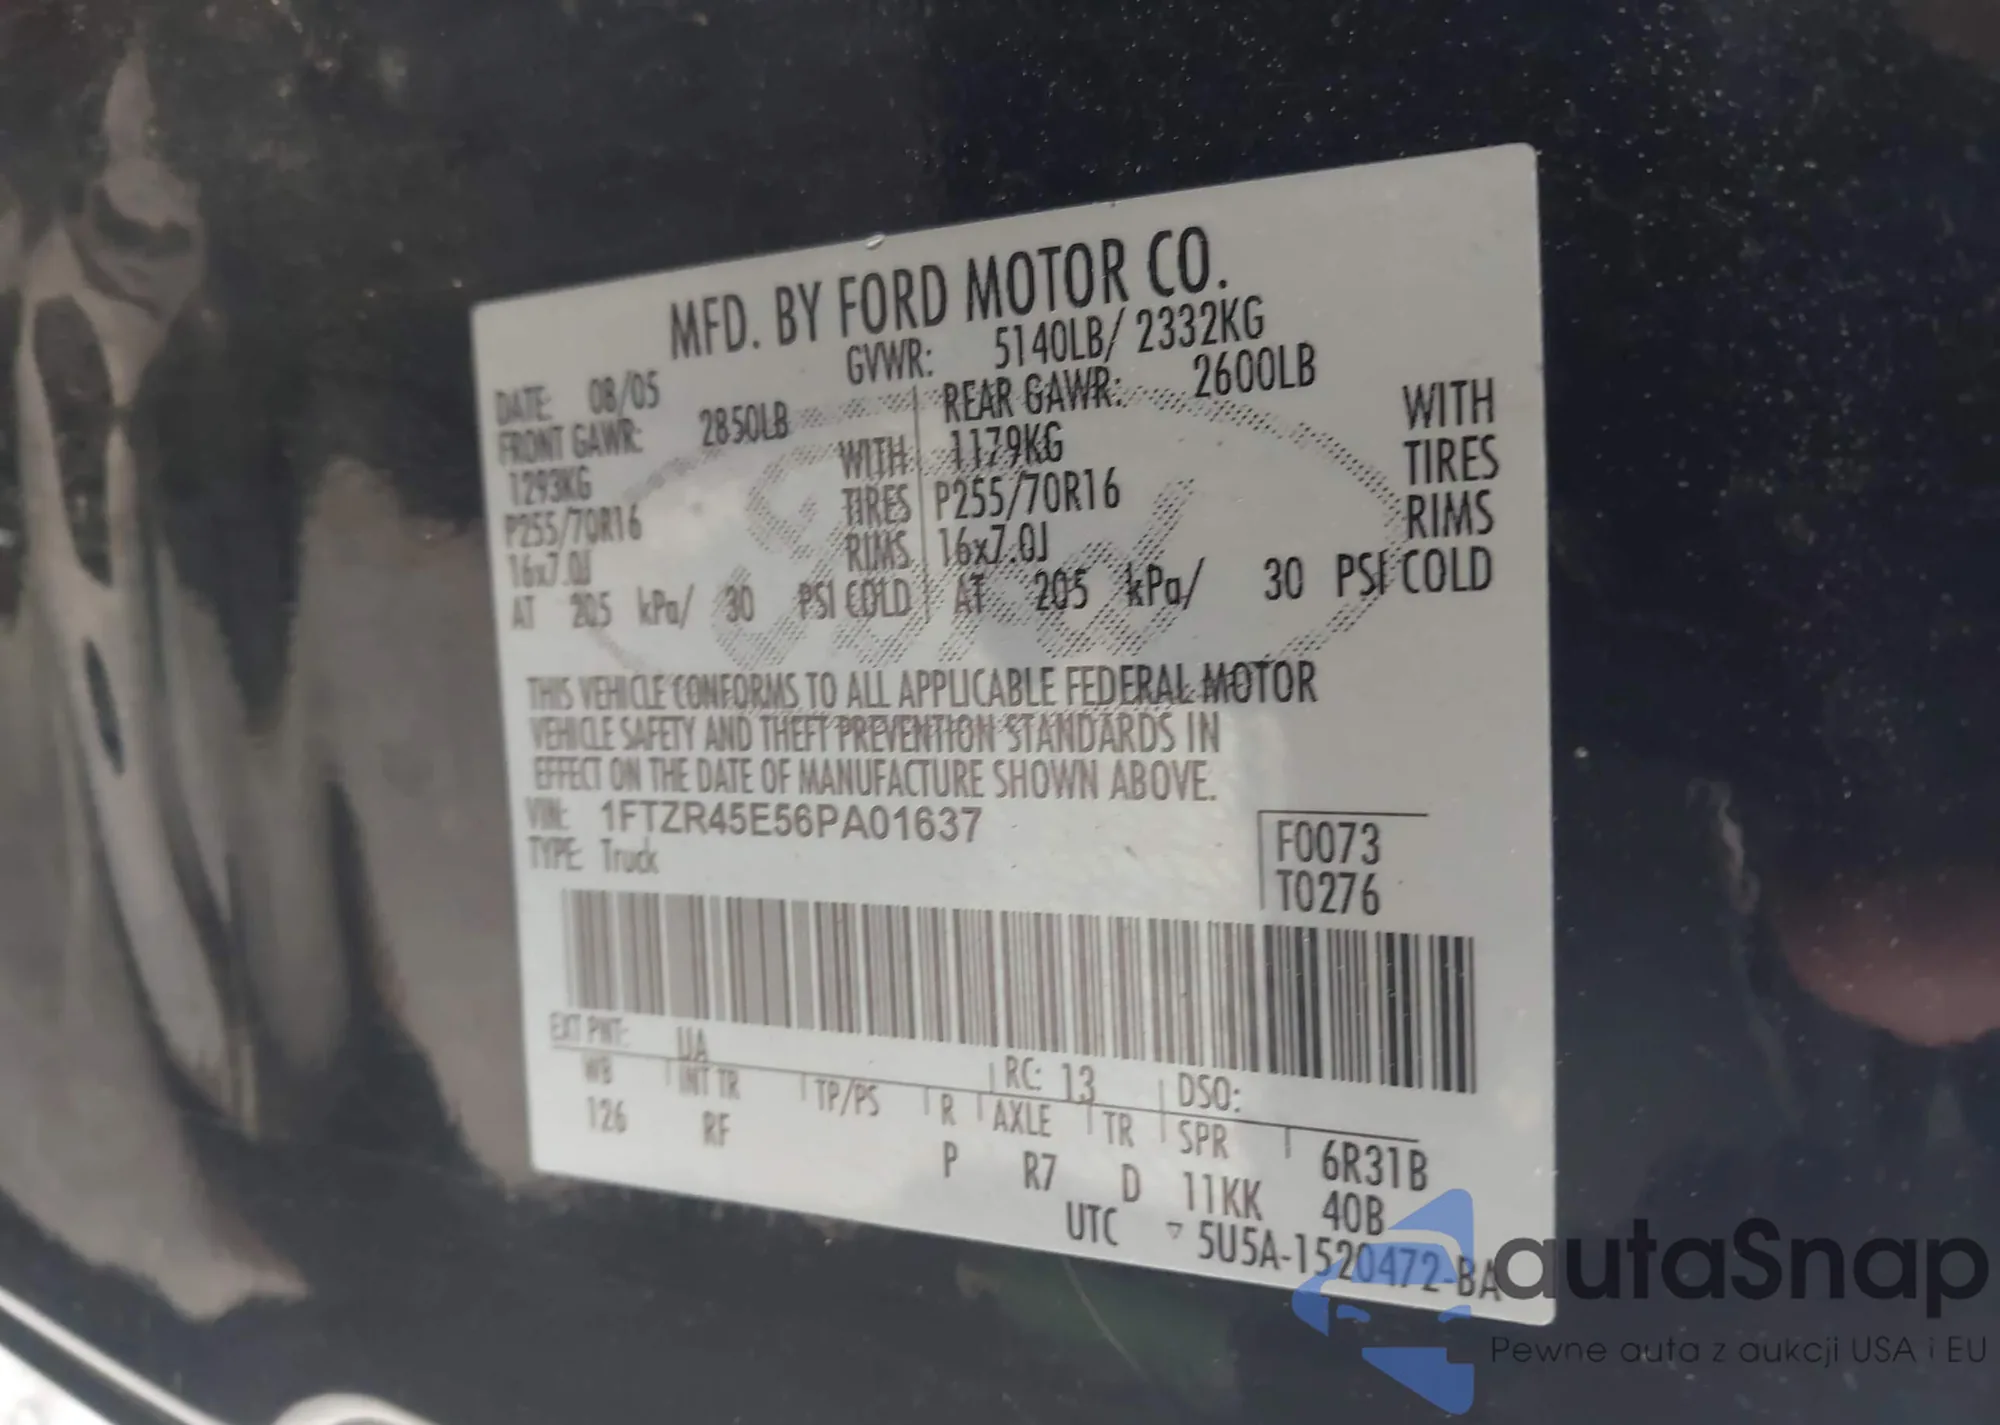 MFD. BY FORD MOTOR CO.
DATE: 08/05 GVWR: 5140LB/ 2332KG
FRONT GAWR: 2850LB REAR GAWR: 2600LB
1293KG WITH 1179KG WITH
P255/70R16 TIRES P255/70R16 TIRES
16x7.0J RIMS 16x7.0J RIMS
AT 205 kPa/ 30 PSI COLD AT 205 kPa/ 30 PSI COLD
THIS VEHICLE CONFORMS TO ALL APPLICABLE FEDERAL MOTOR
VEHICLE SAFETY AND THEFT PREVENTION STANDARDS IN
EFFECT ON THE DATE OF MANUFACTURE SHOWN ABOVE.
VIN: 1FTZR45E56PA01637 F0073
TYPE: Truck T0276
EXT PNT: UA RC: 13 DSO:
WB INT TR TP/PS R AXLE TR SPR 6R31B
126 RF P R7 D 11KK 40B
UTC ▽ 5U5A-1520472-BA
autaSnap
Pewne auta z aukcji USA i EU